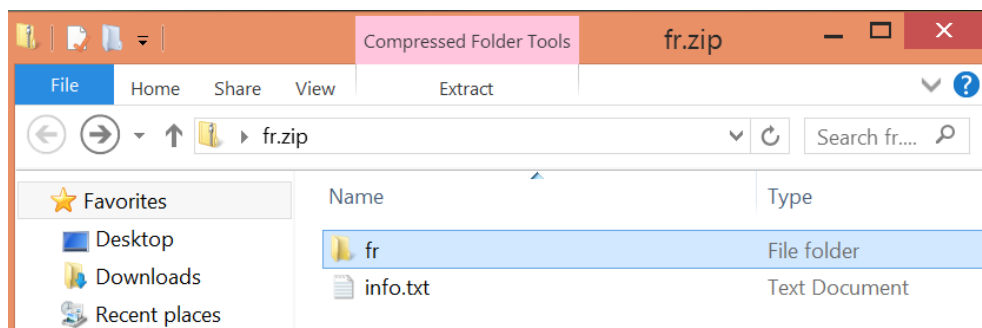 Compressed Folder Tools fr.zip
File Home Share View Extract
fr.zip Search fr....
Favorites Name Type
Desktop fr File folder
Downloads info.txt Text Document
Recent places